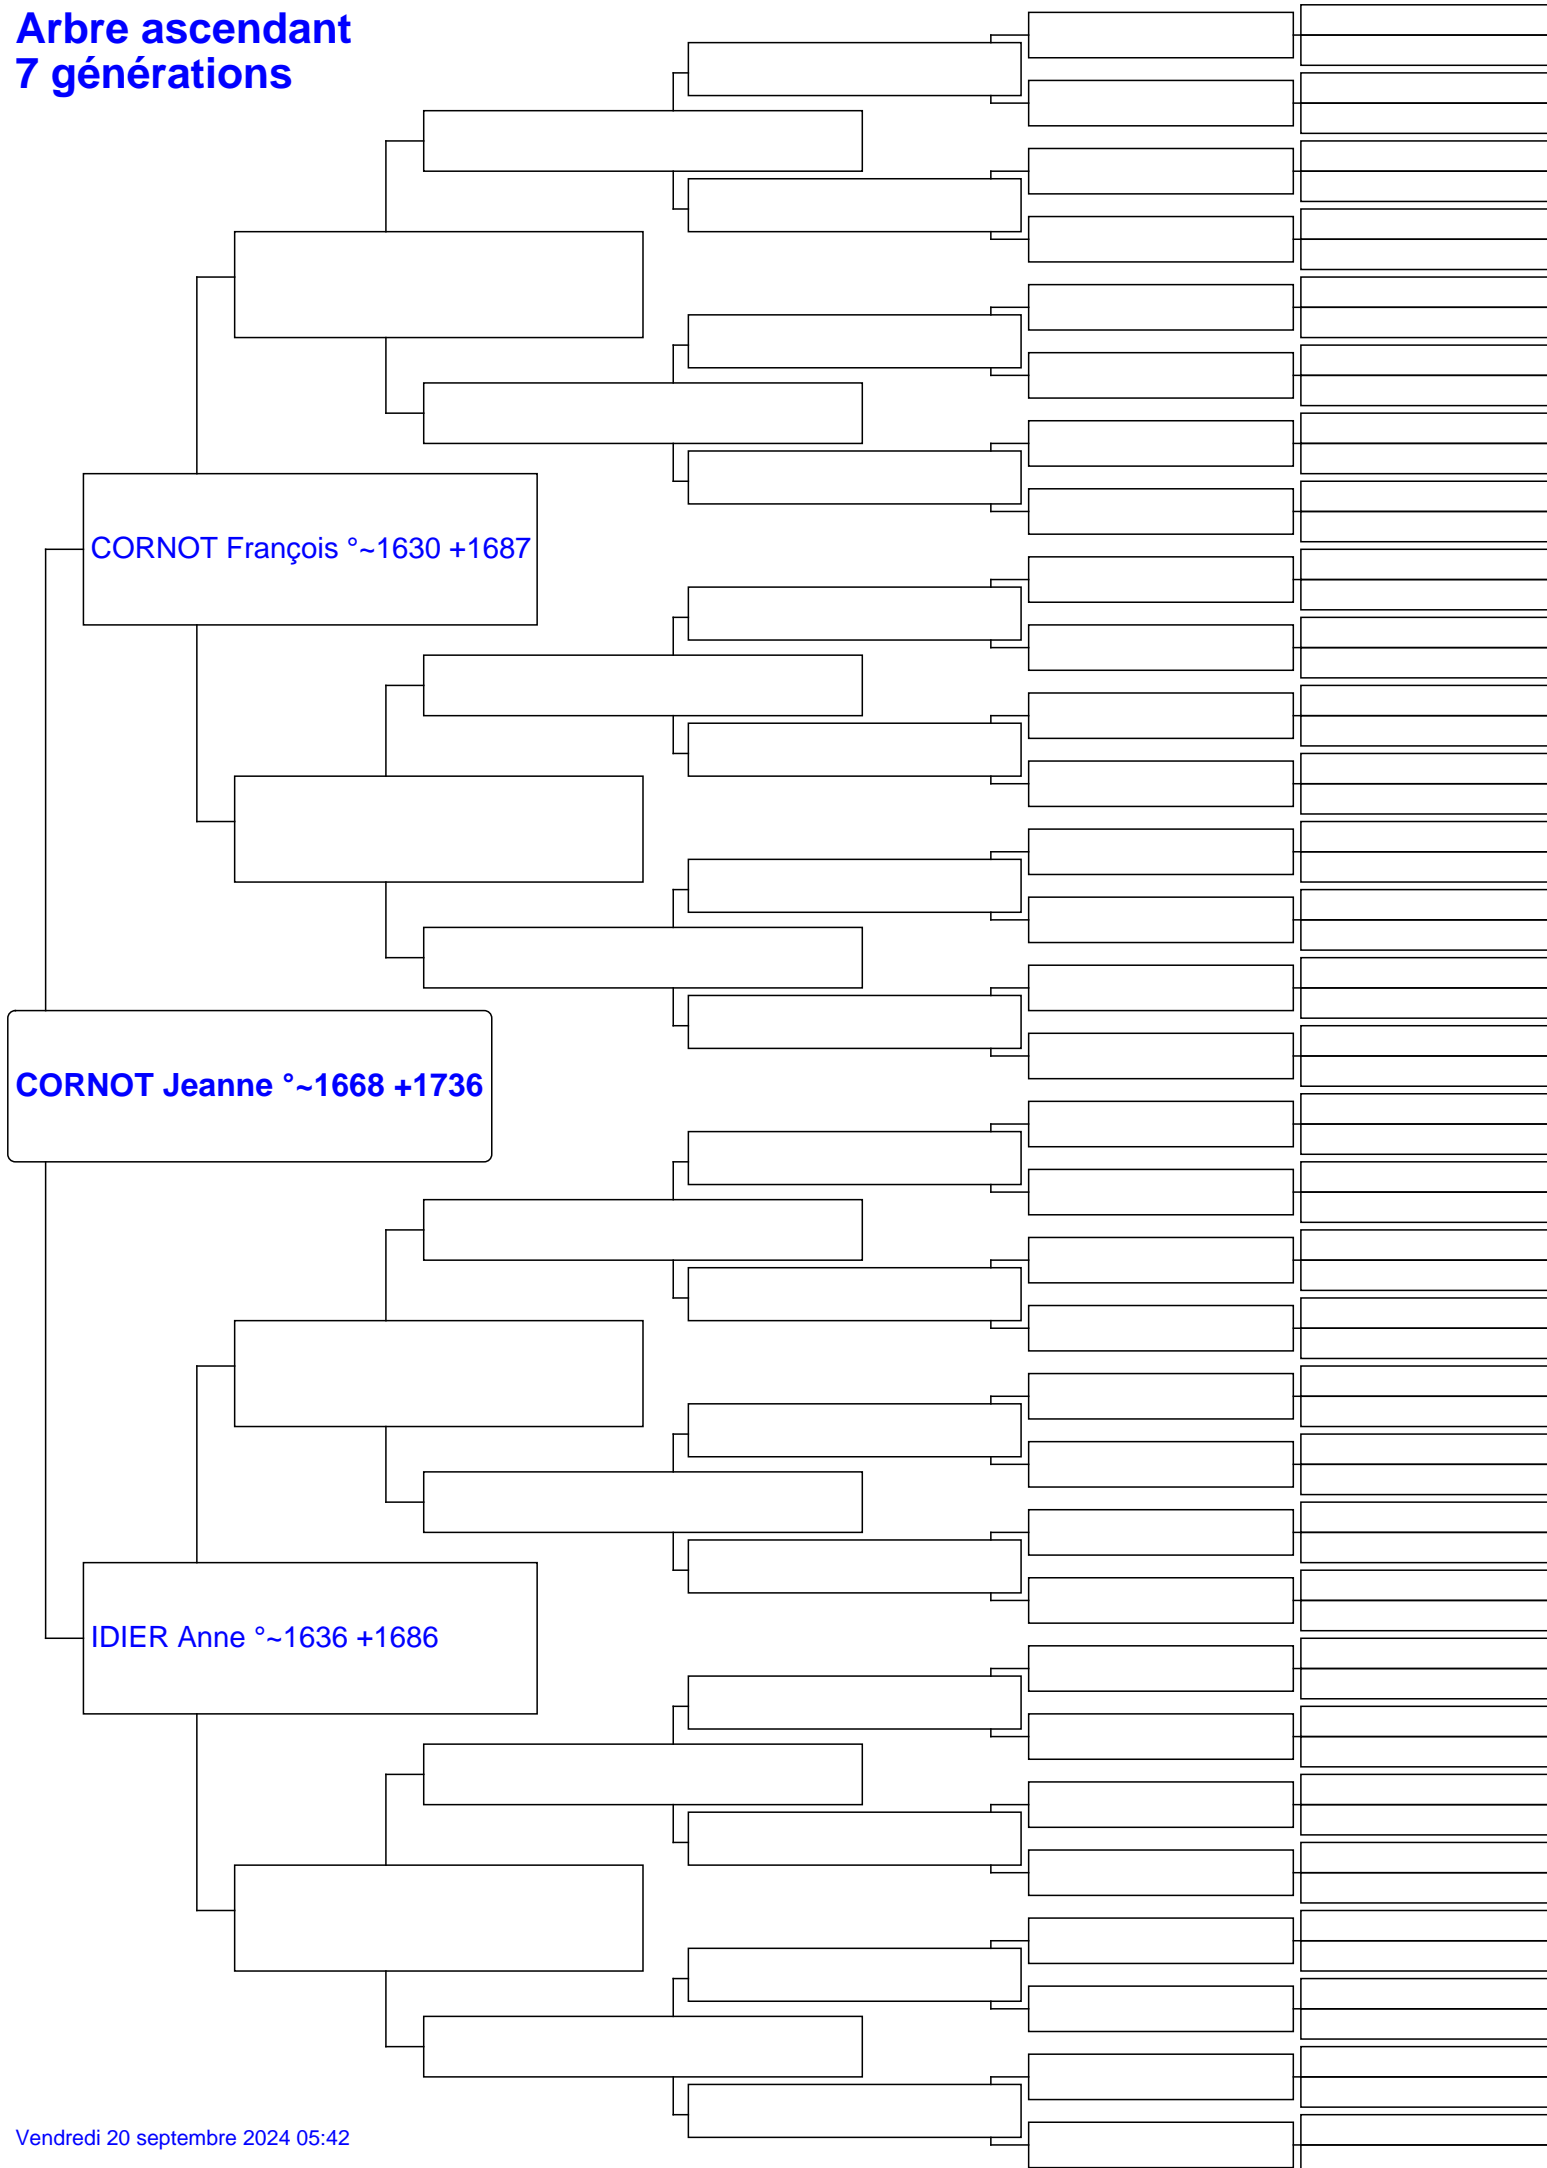 Arbre ascendant
7 générations
CORNOT François °~1630 +1687
CORNOT Jeanne °~1668 +1736
IDIER Anne °~1636 +1686
Vendredi 20 septembre 2024 05:42